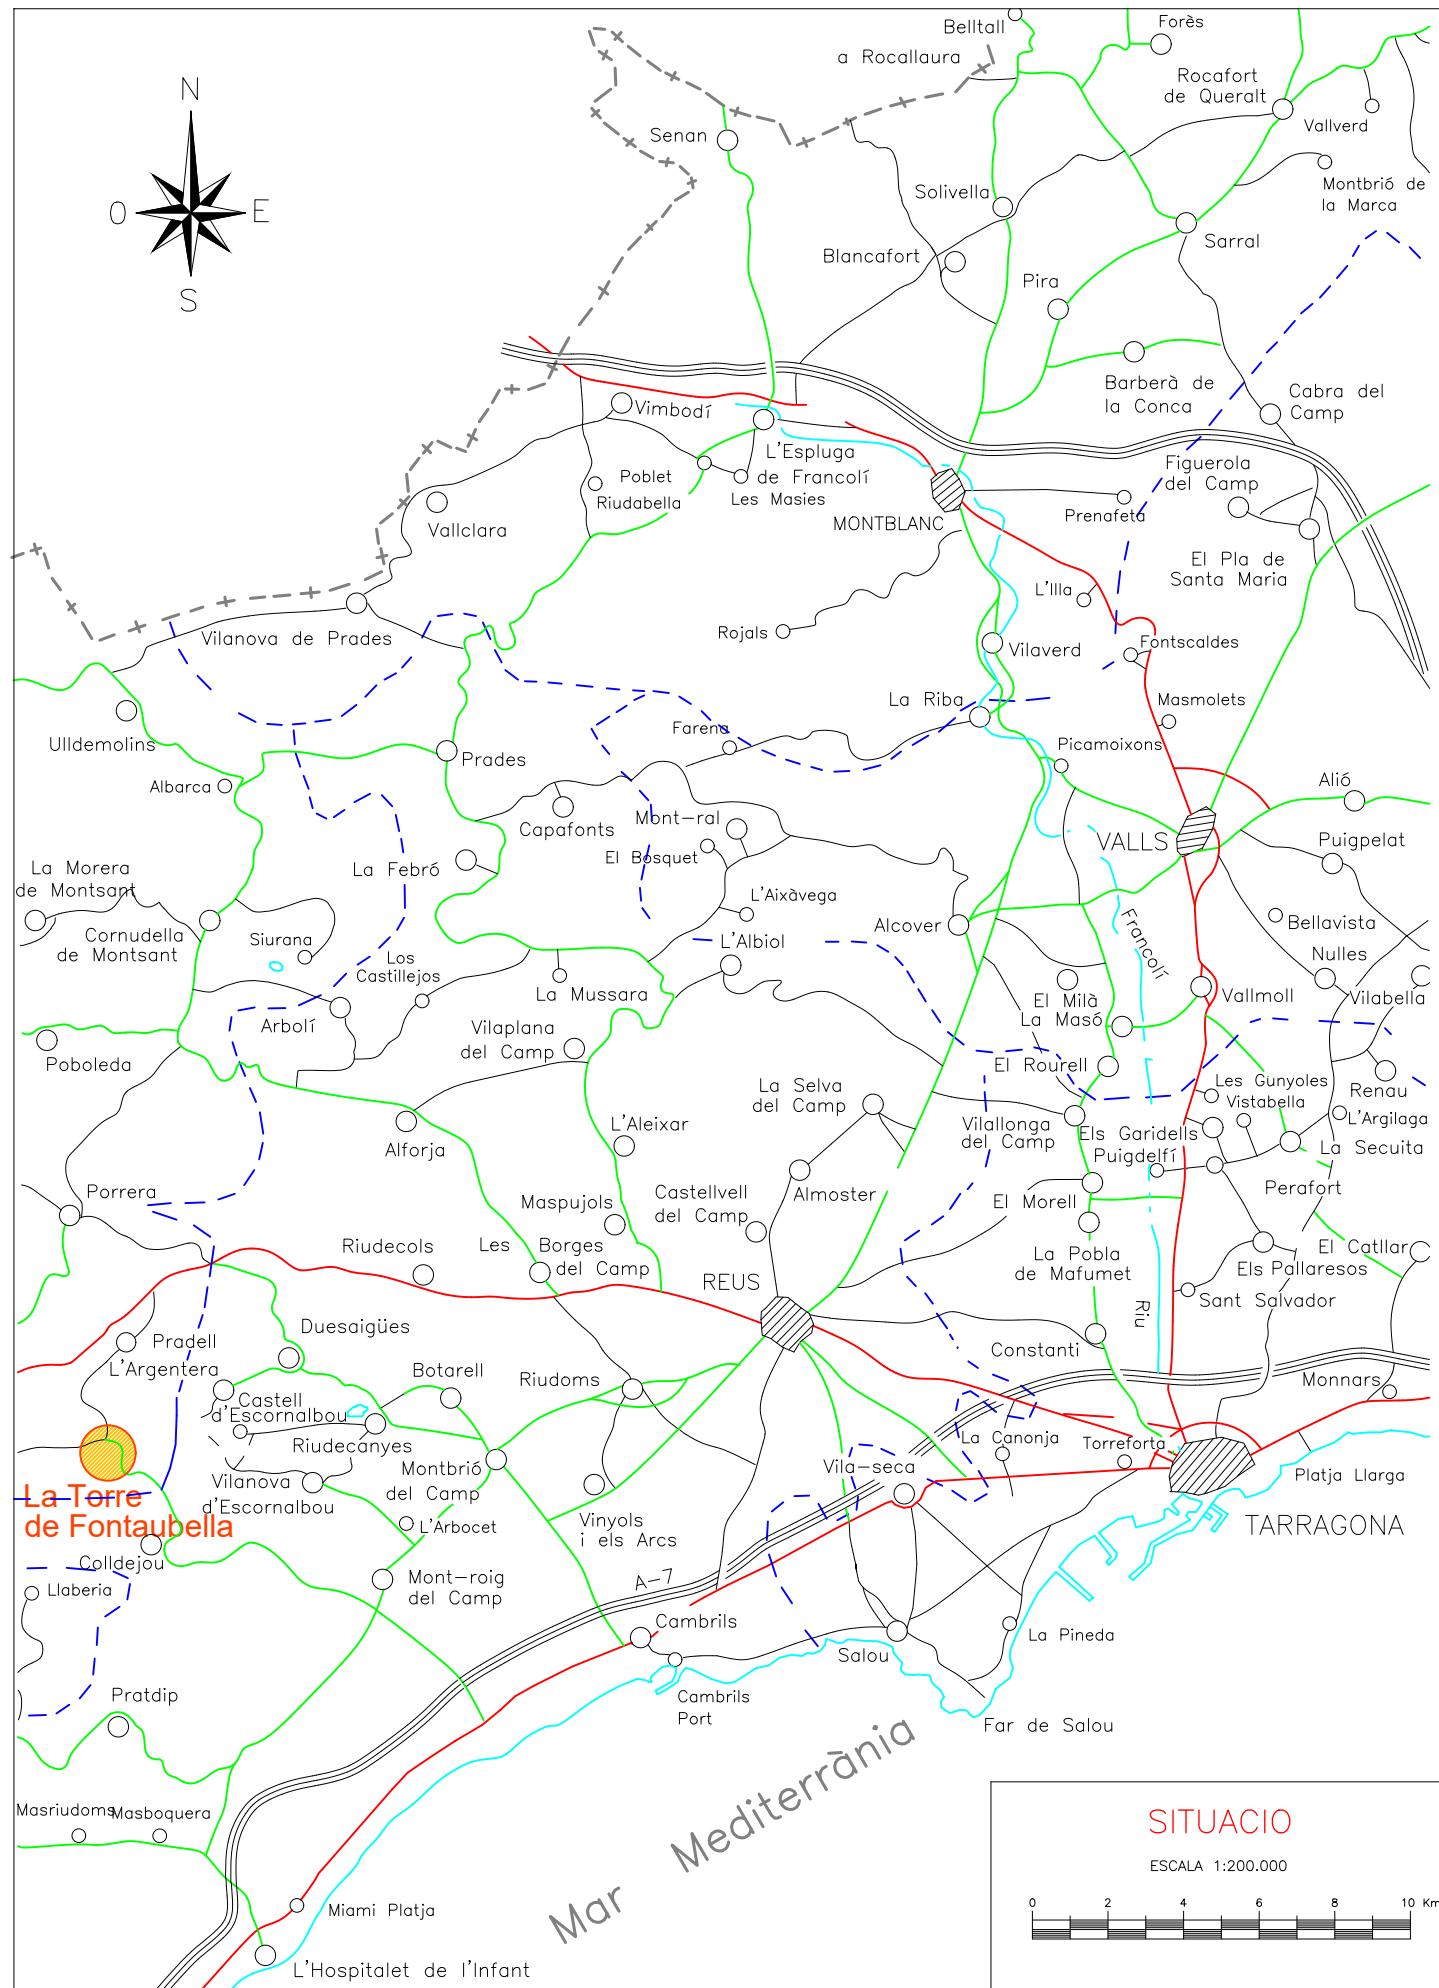 Belltall
Forès
a Rocallaura
N
Rocafort
de Queralt
Vallverd
Senan
Montbrió de
la Marca
Solivella
O
E
Sarral
Blancafort
Pira
S
Barberà de
la Conca
Cabra del
Camp
Vimbodí
L'Espluga
de Francolí
Poblet
Riudabella
Les Masies
Figuerola
del Camp
Vallclara
MONTBLANC
Prenafeta
El Pla de
Santa Maria
L'Illa
Vilanova de Prades
Rojals
Vilaverd
Fontscaldes
La Riba
Masmolets
Ulldemolins
Farena
Picamoixons
Prades
Albarca
Alió
Capafonts
Mont-ral
VALLS
Puigpelat
El Bosquet
La Febró
La Morera
de Montsant
L'Aixàvega
Bellavista
Cornudella
de Montsant
Siurana
Alcover
Francolí
L'Albiol
Los
Castillejos
Nulles
La Mussara
El Milà
Vallmoll
Vilabella
Arbolí
La Masó
Vilaplana
del Camp
Poboleda
El Rourell
La Selva
del Camp
Les Gunyoles
Vistabella
Renau
L'Argilaga
Vilallonga
del Camp
Els Garidells
Alforja
L'Aleixar
La Secuita
Puigdelfí
Porrera
Almoster
Perafort
Maspujols
Castellvell
del Camp
El Morell
Riudecols
Les Borges
del Camp
La Pobla
de Mafumet
El Catllar
Els Pallaresos
REUS
Sant Salvador
Riu
Duesaigües
Pradell
Constanti
L'Argentera
Botarell
Riudoms
Monnars
Castell
d'Escornalbou
La Canonja
Torreforta
Riudecanyes
Montbrió
del Camp
Vila-seca
Platja Llarga
La Torre
de Fontaubella
Vilanova
d'Escornalbou
L'Arbocet
Vinyols
i els Arcs
TARRAGONA
Colldejou
Llaberia
Mont-roig
del Camp
A-7
Cambrils
La Pineda
Salou
Pratdip
Cambrils
Port
Far de Salou
Mar Mediterrània
Masriudoms
Masboquera
SITUACIO
ESCALA 1:200.000
0 2 4 6 8 10 Km
Miami Platja
L'Hospitalet de l'Infant